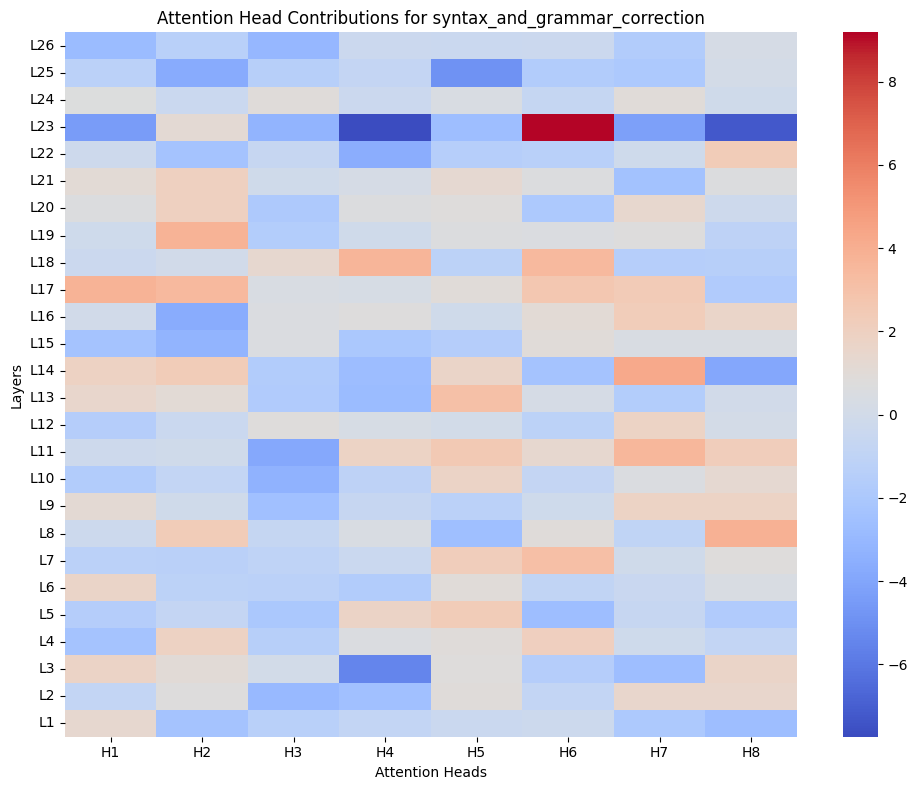 Attention Head Contributions for syntax_and_grammar_correction
L26
L25
L24
L23
L22
L21
L20
L19
L18
L17
L16
L15
L14
L13
L12
L11
L10
L9
L8
L7
L6
L5
L4
L3
L2
L1
Layers
H1 H2 H3 H4 H5 H6 H7 H8
Attention Heads
8
6
4
2
0
−2
−4
−6